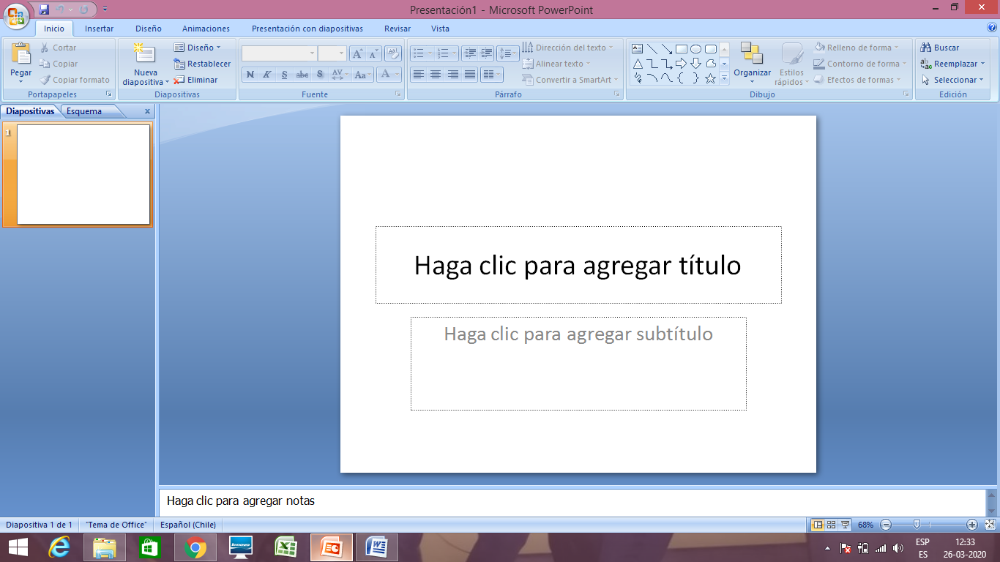 Presentación1 - Microsoft PowerPoint
Inicio Insertar Diseño Animaciones Presentación con diapositivas Revisar Vista
Pegar
Cortar
Copiar
Copiar formato
Portapapeles
Nueva
diapositiva
Diseño
Restablecer
Eliminar
Diapositivas
N K S abc S AV Aa A
Fuente
Dirección del texto
Alinear texto
Convertir a SmartArt
Párrafo
Organizar
Estilos
rápidos
Relleno de forma
Contorno de forma
Efectos de formas
Dibujo
Buscar
Reemplazar
Seleccionar
Edición
Diapositivas Esquema x
1
Haga clic para agregar título
Haga clic para agregar subtítulo
Haga clic para agregar notas
Diapositiva 1 de 1 "Tema de Office" Español (Chile) 68%
lenovo
ESP 12:33
ES 26-03-2020